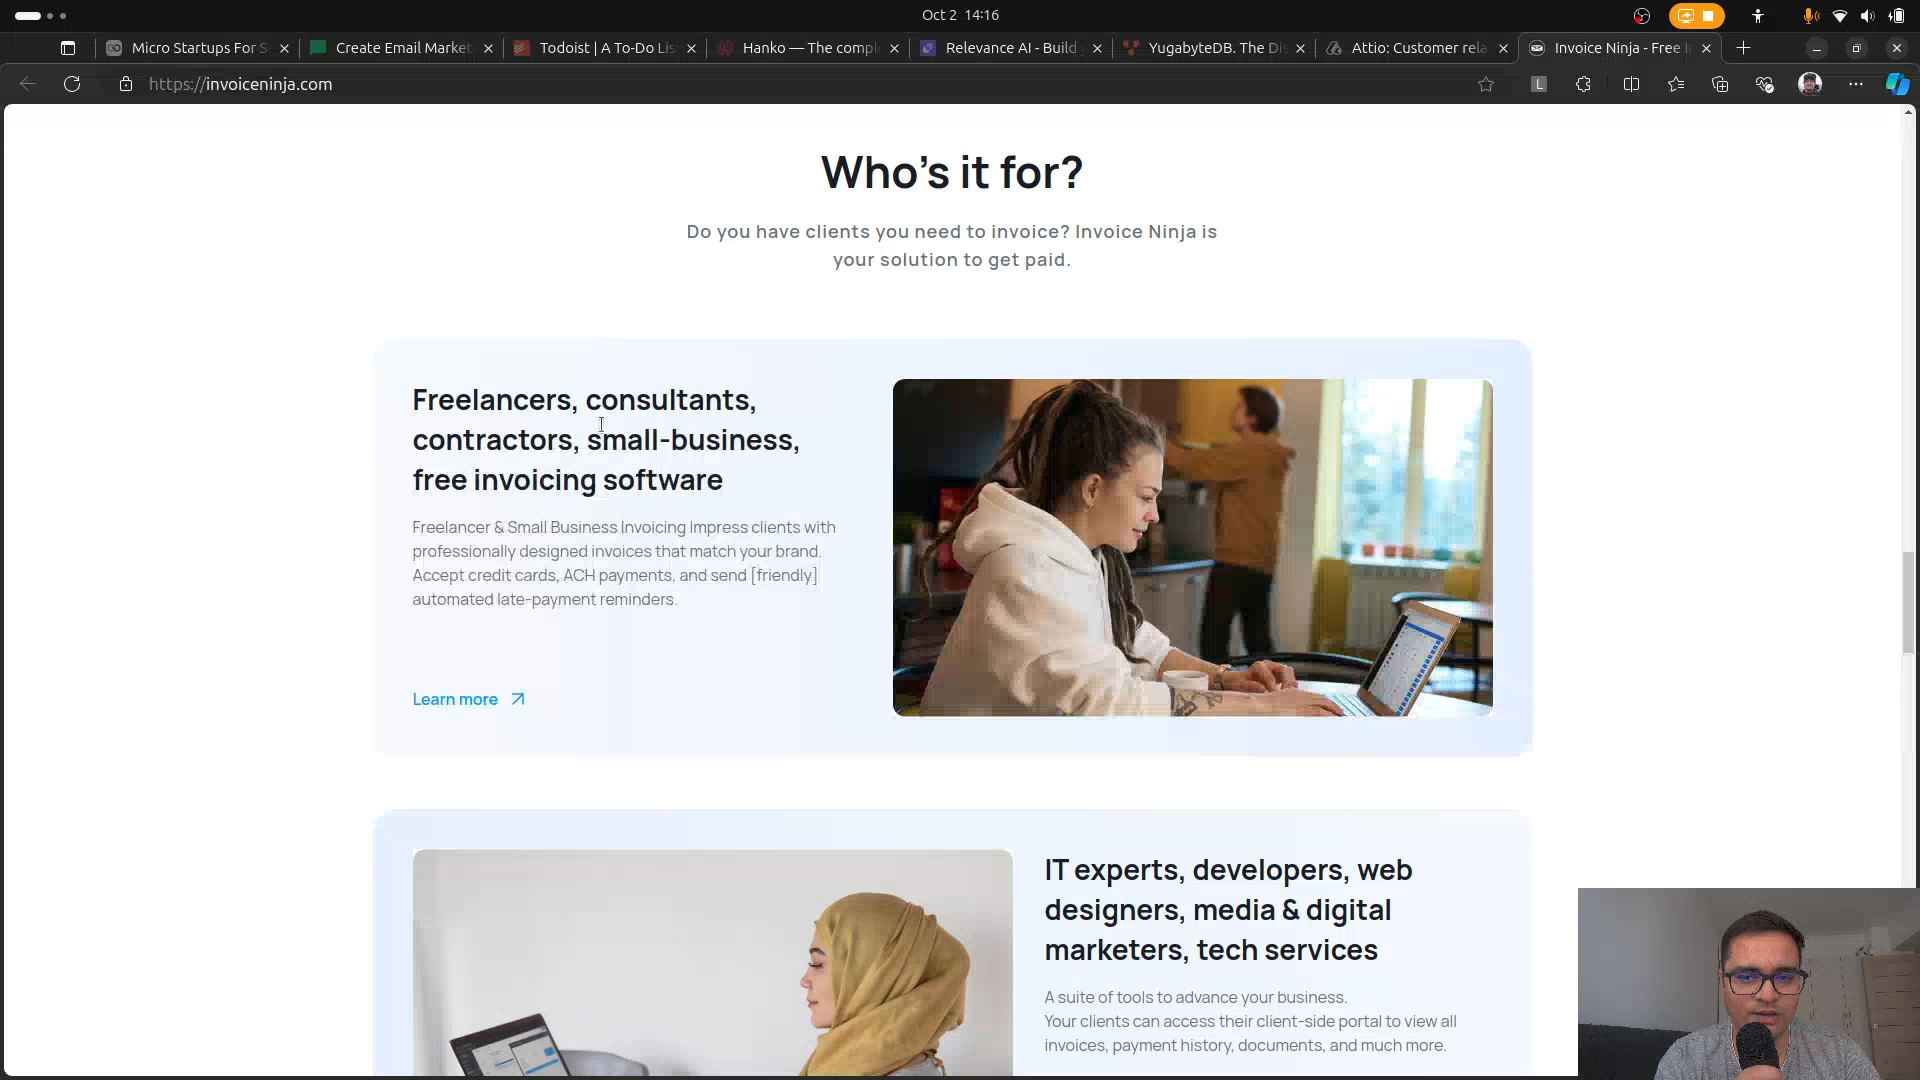 Oct 2 14:16
Micro Startups For S
Create Email Market
Todoist | A To-Do Lis
Hanko — The compl
Relevance AI - Build
YugabyteDB. The Dis
Attio: Customer rela
Invoice Ninja - Free I
https://invoiceninja.com
L
Who’s it for?
Do you have clients you need to invoice? Invoice Ninja is
your solution to get paid.
Freelancers, consultants,
contractors, small-business,
free invoicing software
Freelancer & Small Business Invoicing Impress clients with
professionally designed invoices that match your brand.
Accept credit cards, ACH payments, and send [friendly]
automated late-payment reminders.
Learn more
IT experts, developers, web
designers, media & digital
marketers, tech services
A suite of tools to advance your business.
Your clients can access their client-side portal to view all
invoices, payment history, documents, and much more.